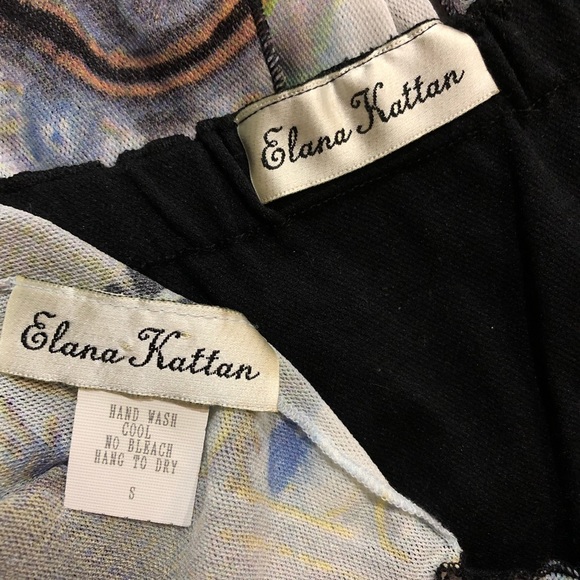 Elana Kattan
Elana Kattan
HAND WASH
COOL
NO BLEACH
HANG TO DRY
S